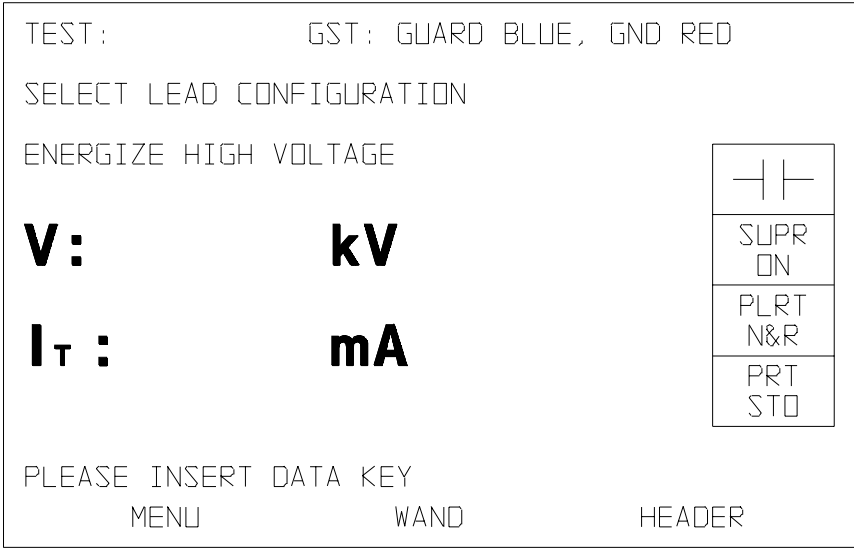 TEST: GST: GUARD BLUE, GND RED
SELECT LEAD CONFIGURATION
ENERGIZE HIGH VOLTAGE
V: kV
SUPR
ON
PLRT
N&R
IT: mA
PRT
STO
PLEASE INSERT DATA KEY
MENU WAND HEADER